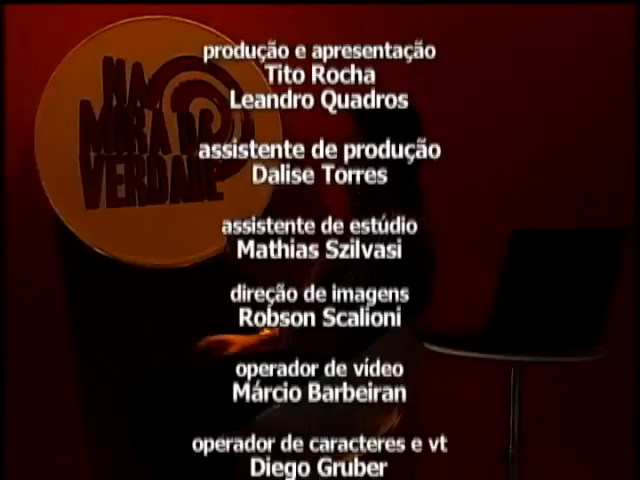 NA
MIRA DA
VERDADE
produção e apresentação
Tito Rocha
Leandro Quadros
assistente de produção
Dalise Torres
assistente de estúdio
Mathias Szilvasi
direção de imagens
Robson Scalioni
operador de vídeo
Márcio Barbeiran
operador de caracteres e vt
Diego Gruber